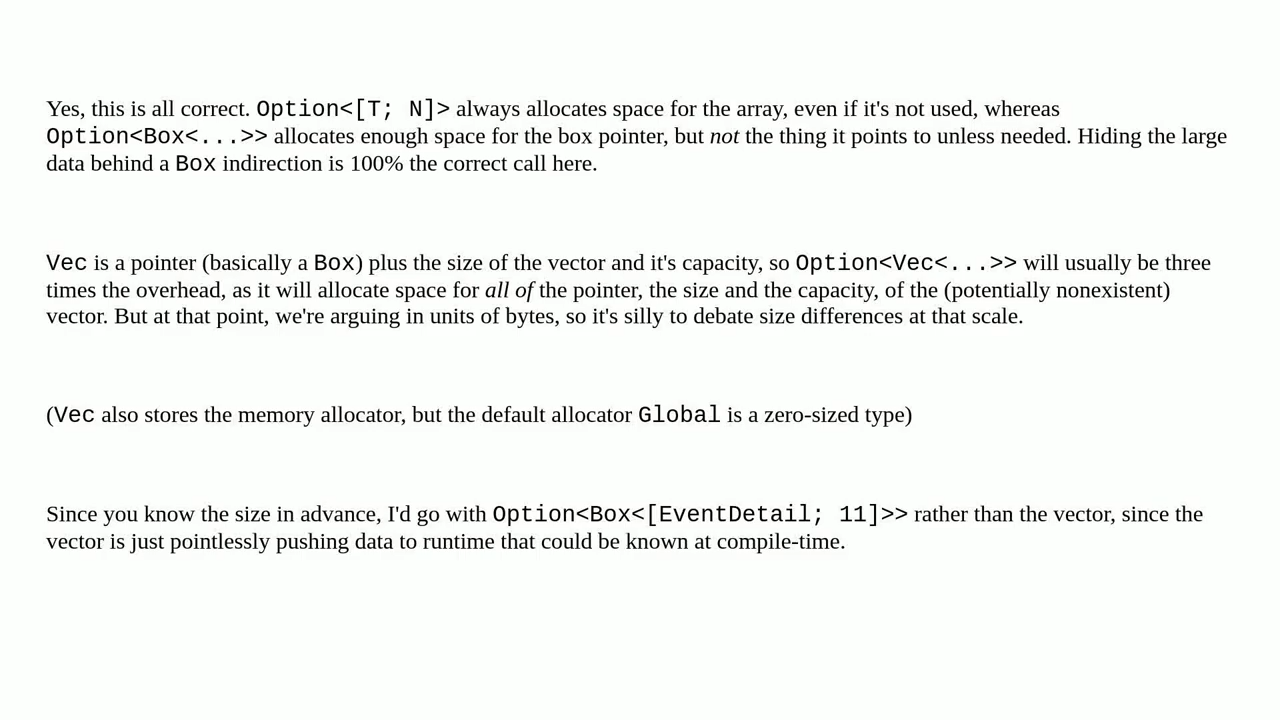 Yes, this is all correct. Option<[T; N]> always allocates space for the array, even if it's not used, whereas
Option<Box<...>> allocates enough space for the box pointer, but not the thing it points to unless needed. Hiding the large
data behind a Box indirection is 100% the correct call here.
Vec is a pointer (basically a Box) plus the size of the vector and it's capacity, so Option<Vec<...>> will usually be three
times the overhead, as it will allocate space for all of the pointer, the size and the capacity, of the (potentially nonexistent)
vector. But at that point, we're arguing in units of bytes, so it's silly to debate size differences at that scale.
(Vec also stores the memory allocator, but the default allocator Global is a zero-sized type)
Since you know the size in advance, I'd go with Option<Box<[EventDetail; 11]>> rather than the vector, since the
vector is just pointlessly pushing data to runtime that could be known at compile-time.